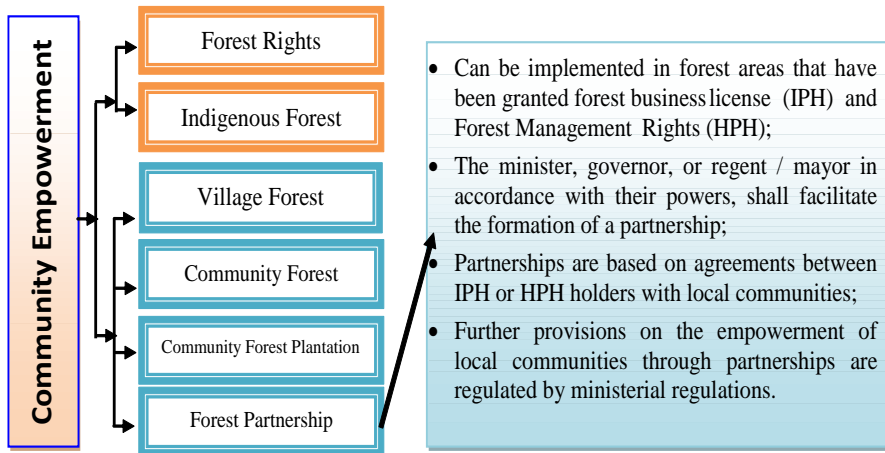 Community Empowerment
Forest Rights
Indigenous Forest
Village Forest
Community Forest
Community Forest Plantation
Forest Partnership
• Can be implemented in forest areas that have
been granted forest business license (IPH) and
Forest Management Rights (HPH);
• The minister, governor, or regent / mayor in
accordance with their powers, shall facilitate
the formation of a partnership;
• Partnerships are based on agreements between
IPH or HPH holders with local communities;
• Further provisions on the empowerment of
local communities through partnerships are
regulated by ministerial regulations.